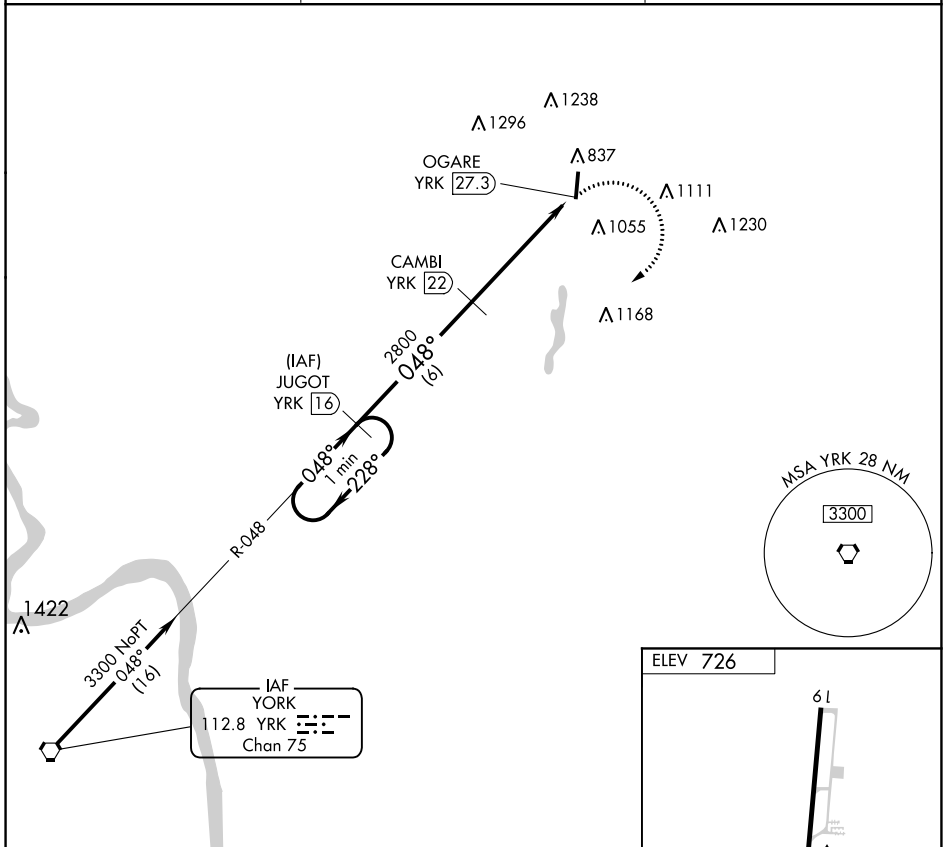 1238
1296
OGARE
YRK 27.3
837
1111
1055
1230
CAMBI
YRK 22
1168
2800
048°
(6)
(IAF)
JUGOT
YRK 16
048°
1 min
228°
R-048
MSA YRK 28 NM
3300
1422
3300 NoPT
048°
(16)
IAF
YORK
112.8 YRK
Chan 75
ELEV 726
19